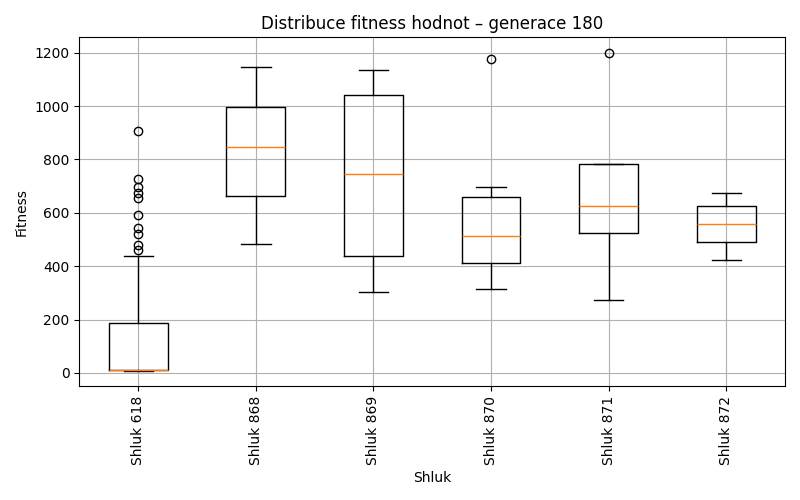 Distribuce fitness hodnot – generace 180
Fitness
1200
1000
800
600
400
200
0
Shluk 618
Shluk 868
Shluk 869
Shluk 870
Shluk 871
Shluk 872
Shluk